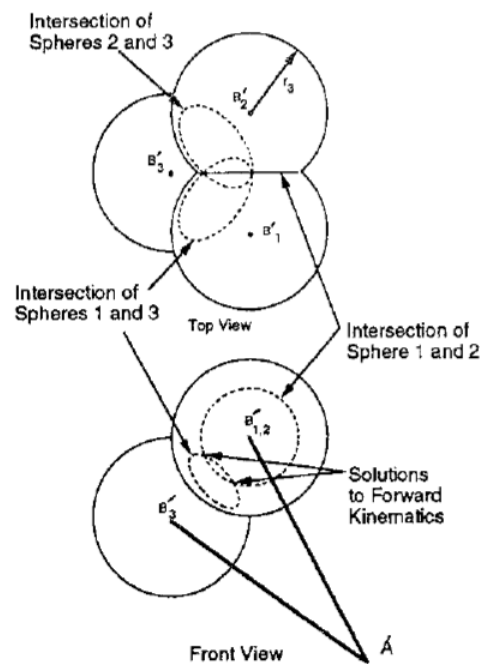 Intersection of
Spheres 2 and 3
r₃
B′₂
B′₃
B′₁
Intersection of
Spheres 1 and 3
Top View
Intersection of
Sphere 1 and 2
B′₁,₂
Solutions
to Forward
Kinematics
B′₃
Front View
A′